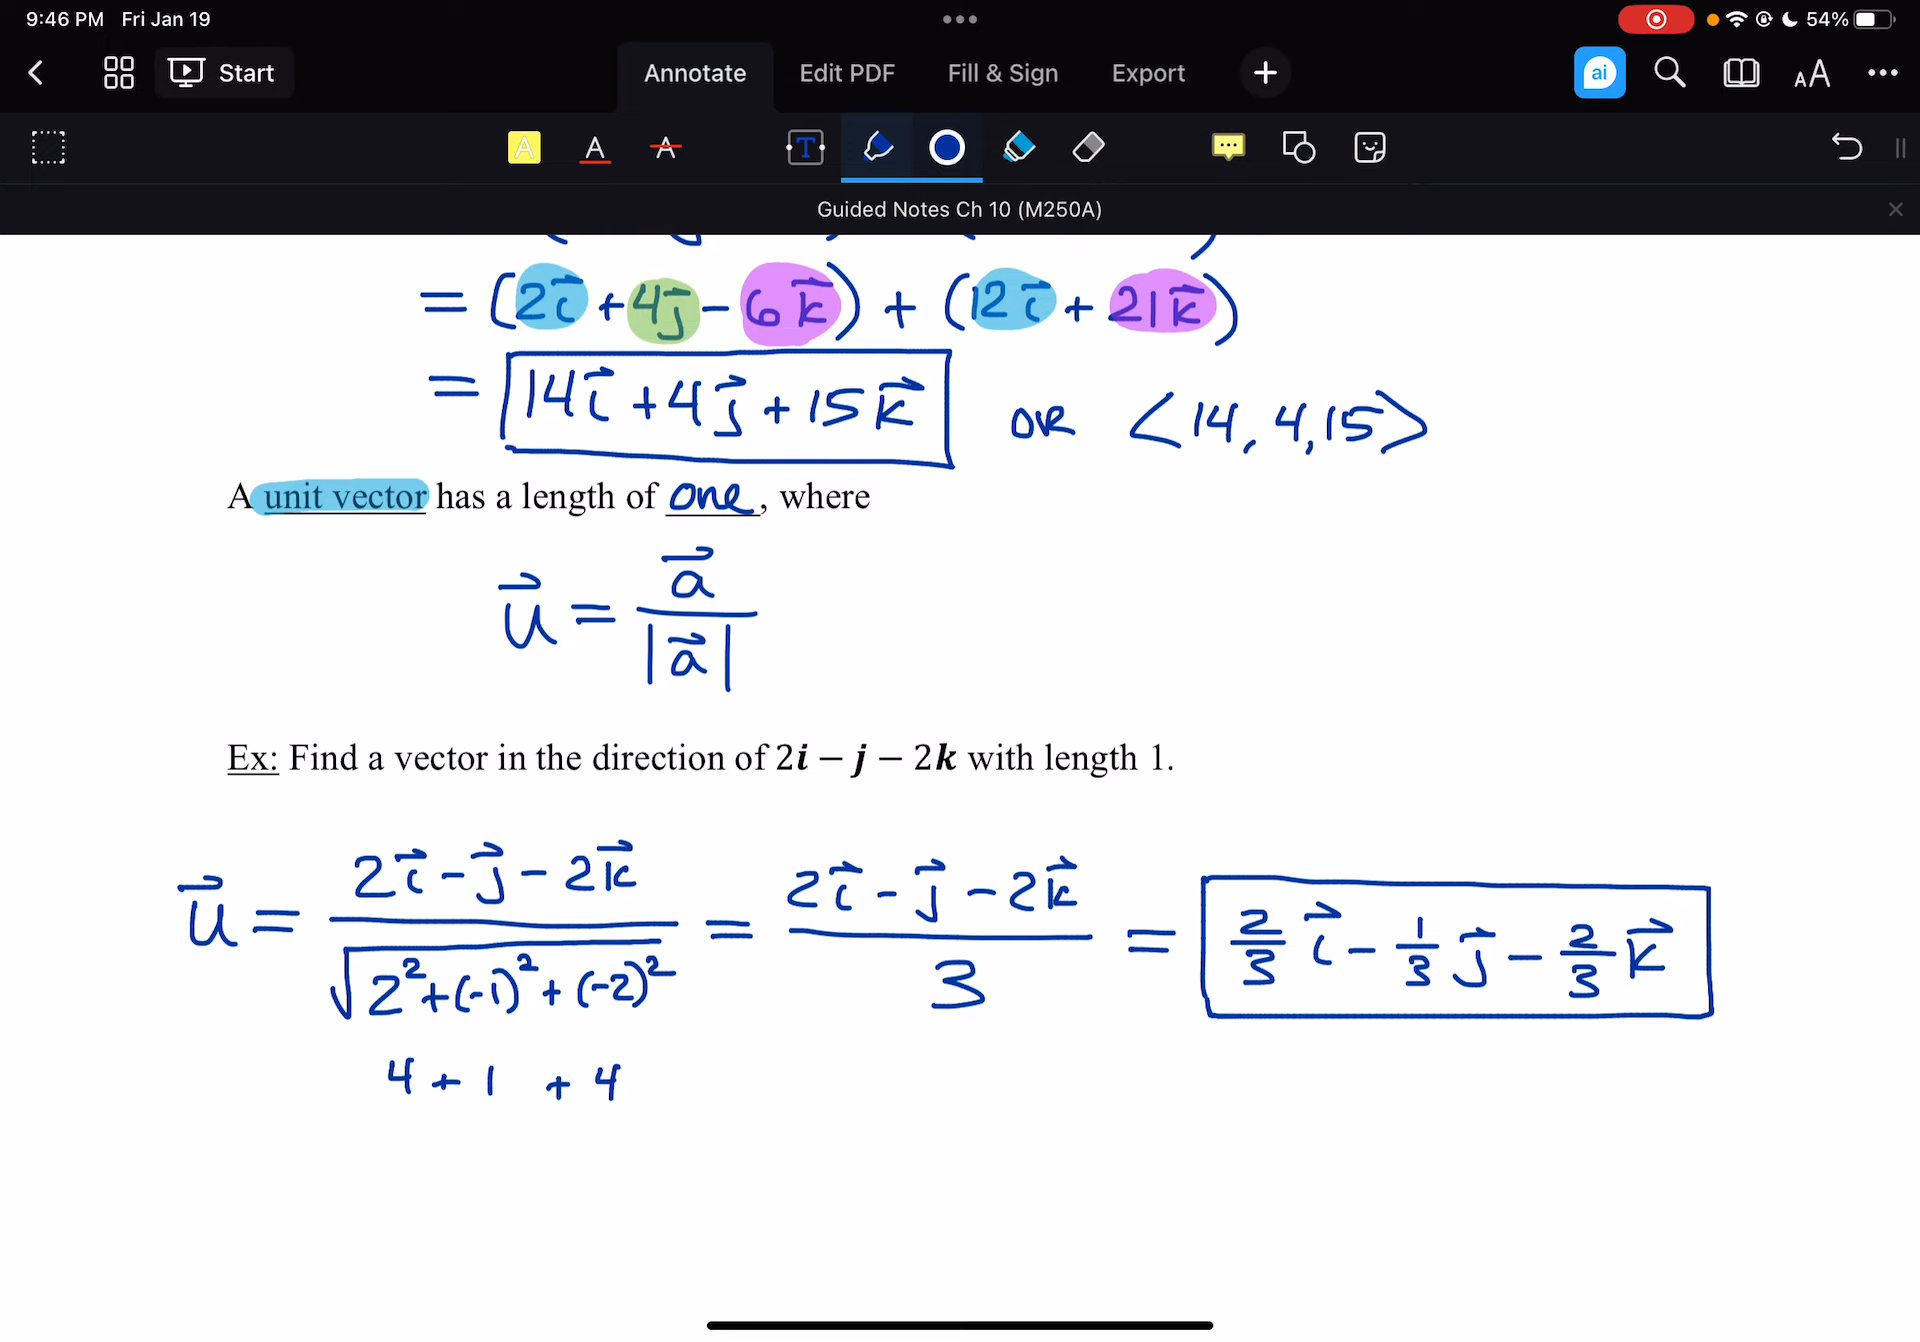 9:46 PM Fri Jan 19
54%
Start Annotate Edit PDF Fill & Sign Export
ai AA
A A A T
Guided Notes Ch 10 (M250A)
= (2i⃗ + 4j⃗ - 6k⃗) + (12i⃗ + 21k⃗)
= 14i⃗ + 4j⃗ + 15k⃗ OR <14, 4, 15>
A unit vector has a length of one, where
u⃗ = a⃗ / |a⃗|
Ex: Find a vector in the direction of 2i − j − 2k with length 1.
u⃗ = (2i⃗ - j⃗ - 2k⃗) / √(2² + (-1)² + (-2)²) = (2i⃗ - j⃗ - 2k⃗) / 3 = 2/3 i⃗ - 1/3 j⃗ - 2/3 k⃗
4 + 1 + 4